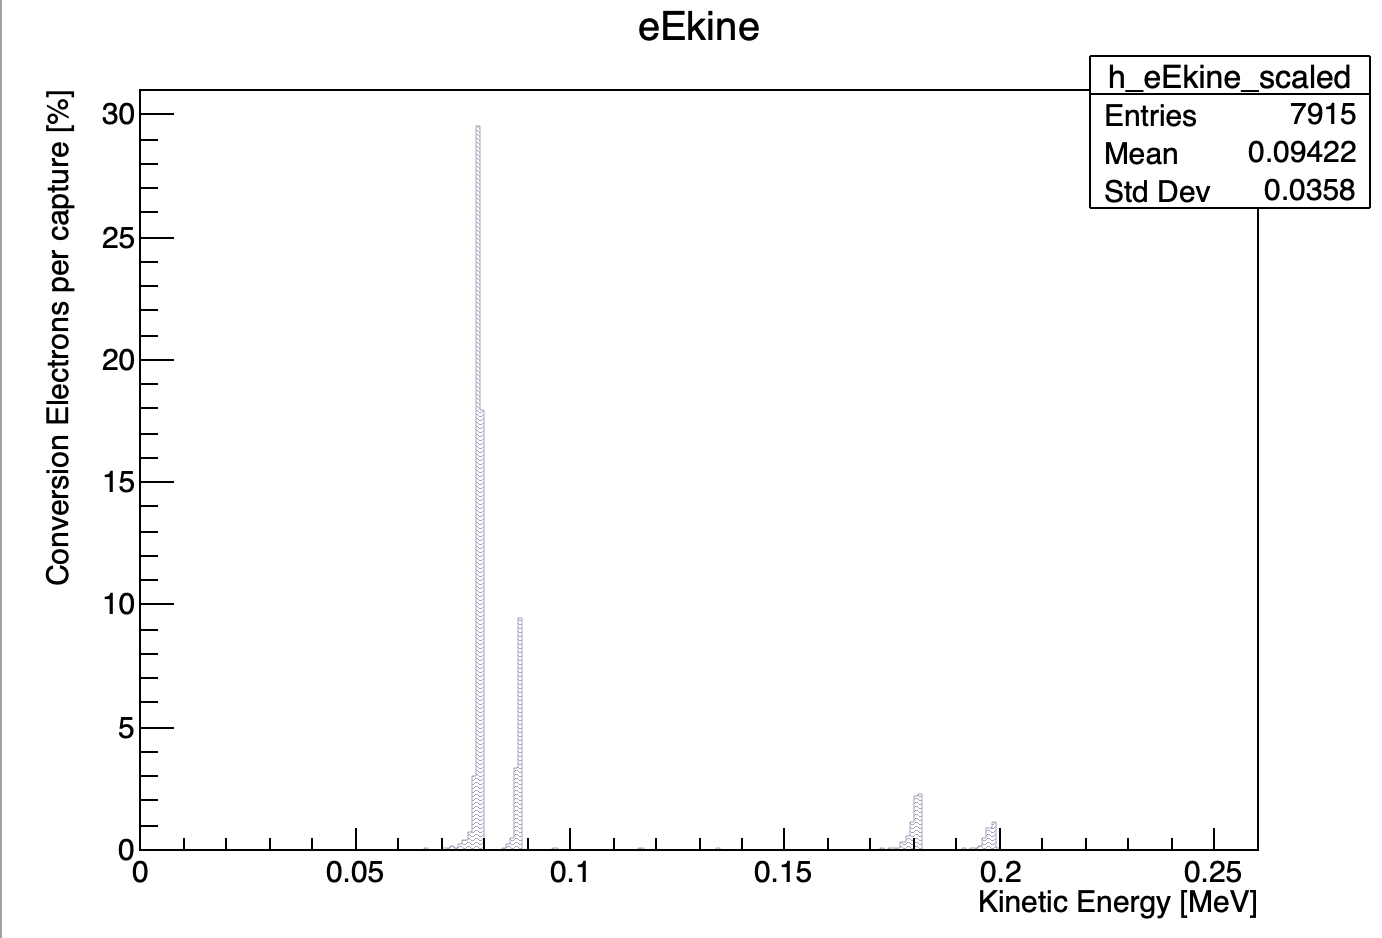 eEkine
h_eEkine_scaled
Entries 7915
Mean 0.09422
Std Dev 0.0358
Conversion Electrons per capture [%]
30
25
20
15
10
5
0
0 0.05 0.1 0.15 0.2 0.25
Kinetic Energy [MeV]